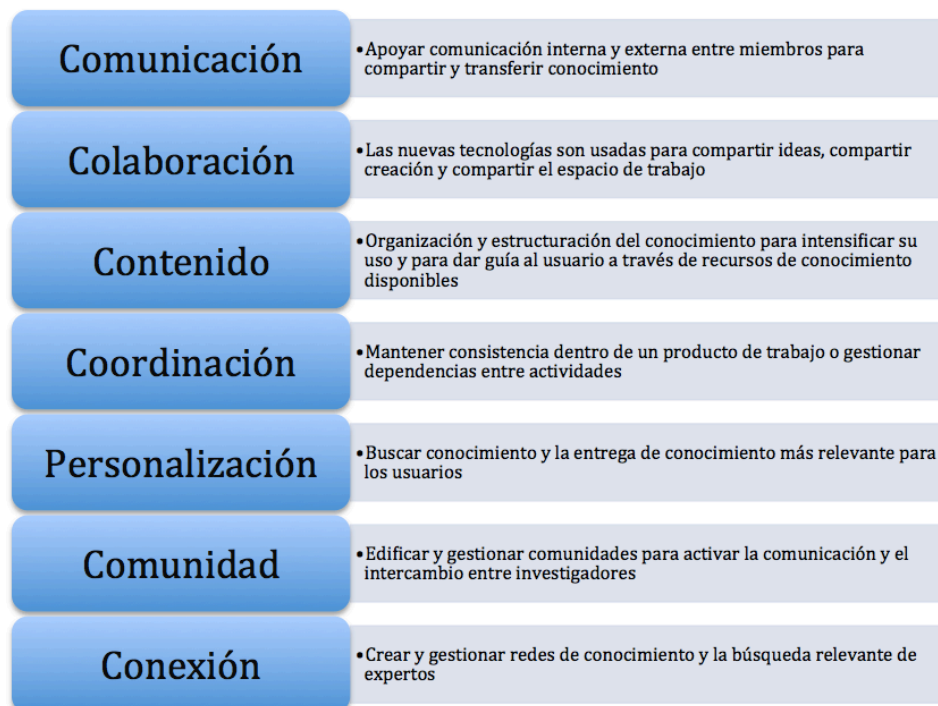 Comunicación
•Apoyar comunicación interna y externa entre miembros para
compartir y transferir conocimiento
Colaboración
•Las nuevas tecnologías son usadas para compartir ideas, compartir
creación y compartir el espacio de trabajo
Contenido
•Organización y estructuración del conocimiento para intensificar su
uso y para dar guía al usuario a través de recursos de conocimiento
disponibles
Coordinación
•Mantener consistencia dentro de un producto de trabajo o gestionar
dependencias entre actividades
Personalización
•Buscar conocimiento y la entrega de conocimiento más relevante para
los usuarios
Comunidad
•Edificar y gestionar comunidades para activar la comunicación y el
intercambio entre investigadores
Conexión
•Crear y gestionar redes de conocimiento y la búsqueda relevante de
expertos